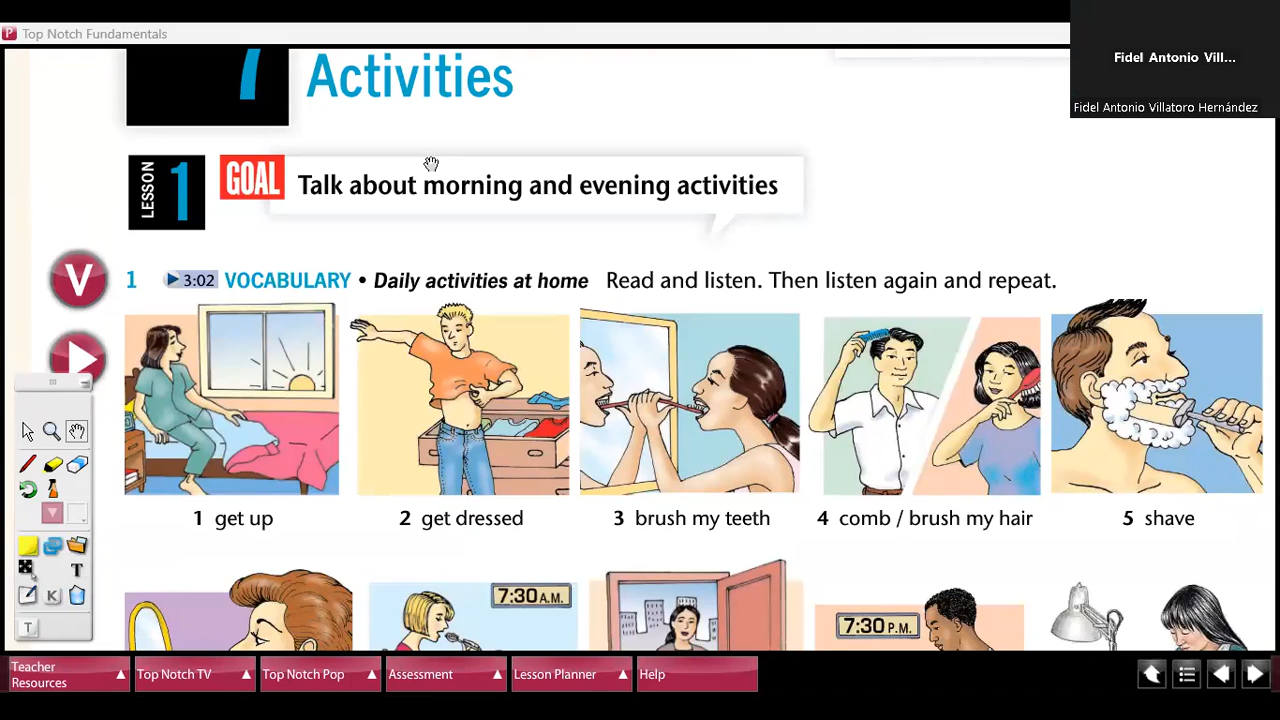 Top Notch Fundamentals
Fidel Antonio Vill...
Fidel Antonio Villatoro Hernández
7 Activities
LESSON 1 GOAL Talk about morning and evening activities
V
1 3:02 VOCABULARY • Daily activities at home Read and listen. Then listen again and repeat.
1 get up
2 get dressed
3 brush my teeth
4 comb / brush my hair
5 shave
7:30 A.M.
7:30 P.M.
T
K
T
Teacher
Resources
Top Notch TV
Top Notch Pop
Assessment
Lesson Planner
Help